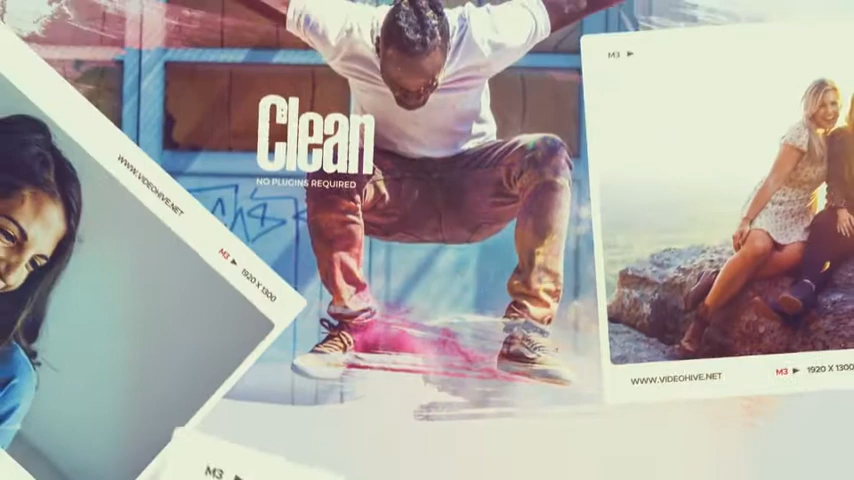 M3
Clean
NO PLUGINS REQUIRED
WWW.VIDEOHIVE.NET
M3
1920 X 1300
WWW.VIDEOHIVE.NET
M3
1920 X 1300
M3